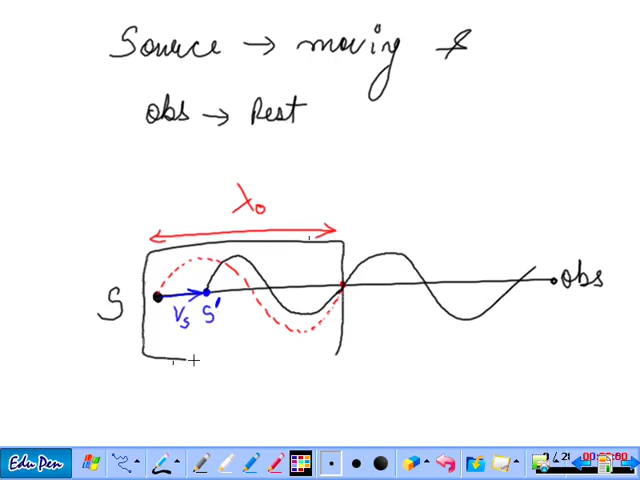 Source → moving &
Obs → Rest
λ₀
S
Vₛ S'
Obs
Edu Pen